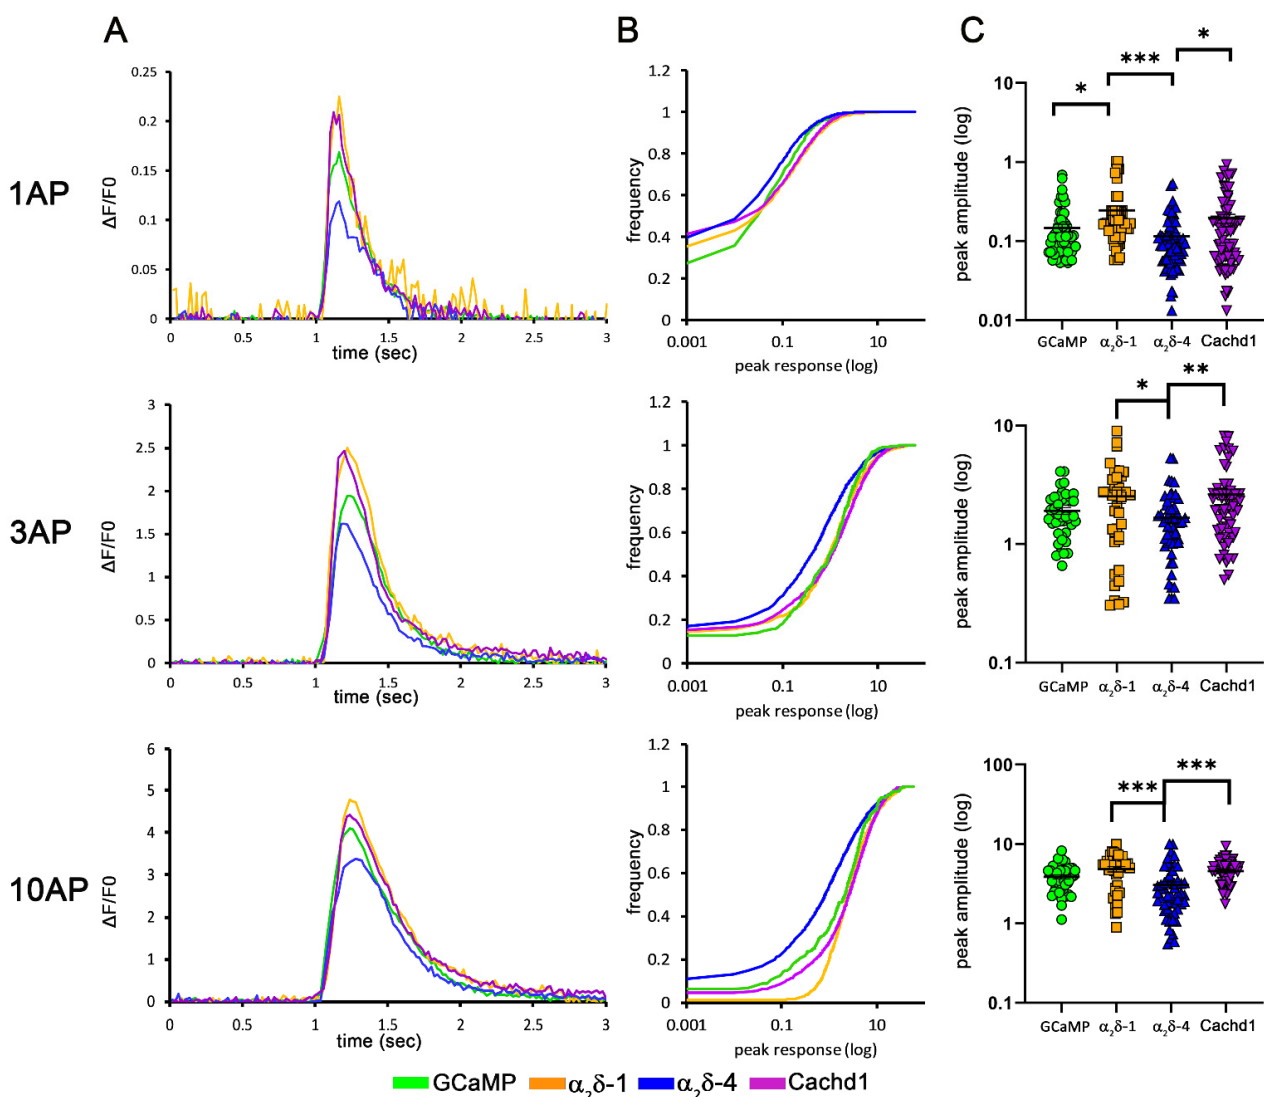 A
B
C
1AP
ΔF/F0
0.25
0.2
0.15
0.1
0.05
0
0
0.5
1
1.5
2
2.5
3
time (sec)
frequency
1.2
1
0.8
0.6
0.4
0.2
0
0.001
0.1
10
peak response (log)
peak amplitude (log)
10
1
0.1
0.01
*
***
*
GCaMP
α₂δ-1
α₂δ-4
Cachd1
3AP
ΔF/F0
3
2.5
2
1.5
1
0.5
0
0
0.5
1
1.5
2
2.5
3
time (sec)
frequency
1.2
1
0.8
0.6
0.4
0.2
0
0.001
0.1
10
peak response (log)
peak amplitude (log)
10
1
0.1
*
**
GCaMP
α₂δ-1
α₂δ-4
Cachd1
10AP
ΔF/F0
6
5
4
3
2
1
0
0
0.5
1
1.5
2
2.5
3
time (sec)
frequency
1.2
1
0.8
0.6
0.4
0.2
0
0.001
0.1
10
peak response (log)
peak amplitude (log)
100
10
1
0.1
***
***
GCaMP
α₂δ-1
α₂δ-4
Cachd1
GCaMP
α₂δ-1
α₂δ-4
Cachd1